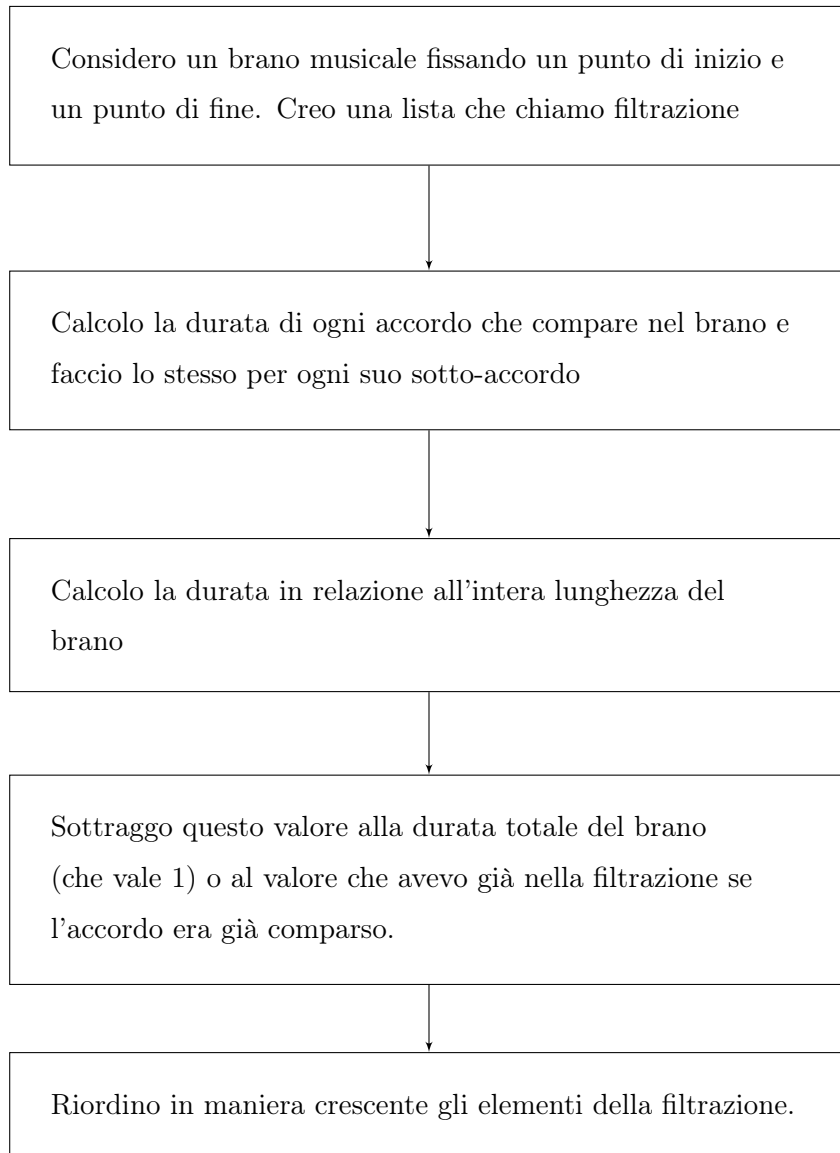 Considero un brano musicale fissando un punto di inizio e
un punto di fine. Creo una lista che chiamo filtrazione
Calcolo la durata di ogni accordo che compare nel brano e
faccio lo stesso per ogni suo sotto-accordo
Calcolo la durata in relazione all'intera lunghezza del
brano
Sottraggo questo valore alla durata totale del brano
(che vale 1) o al valore che avevo già nella filtrazione se
l'accordo era già comparso.
Riordino in maniera crescente gli elementi della filtrazione.